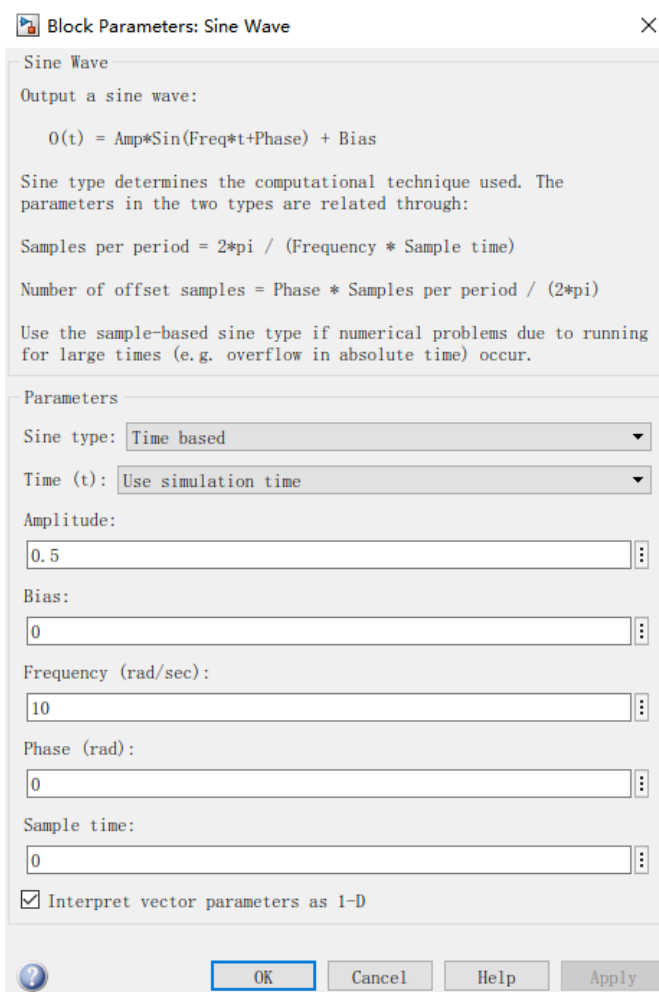 Block Parameters: Sine Wave
Sine Wave
Output a sine wave:
O(t) = Amp*Sin(Freq*t+Phase) + Bias
Sine type determines the computational technique used. The
parameters in the two types are related through:
Samples per period = 2*pi / (Frequency * Sample time)
Number of offset samples = Phase * Samples per period / (2*pi)
Use the sample-based sine type if numerical problems due to running
for large times (e.g. overflow in absolute time) occur.
Parameters
Sine type: Time based
Time (t): Use simulation time
Amplitude:
0.5
Bias:
0
Frequency (rad/sec):
10
Phase (rad):
0
Sample time:
0
Interpret vector parameters as 1-D
OK Cancel Help Apply